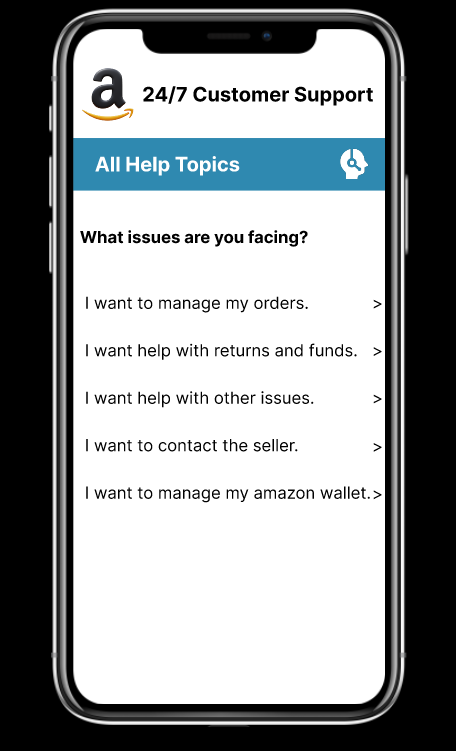 a
24/7 Customer Support
All Help Topics
What issues are you facing?
I want to manage my orders. >
I want help with returns and funds. >
I want help with other issues. >
I want to contact the seller. >
I want to manage my amazon wallet. >